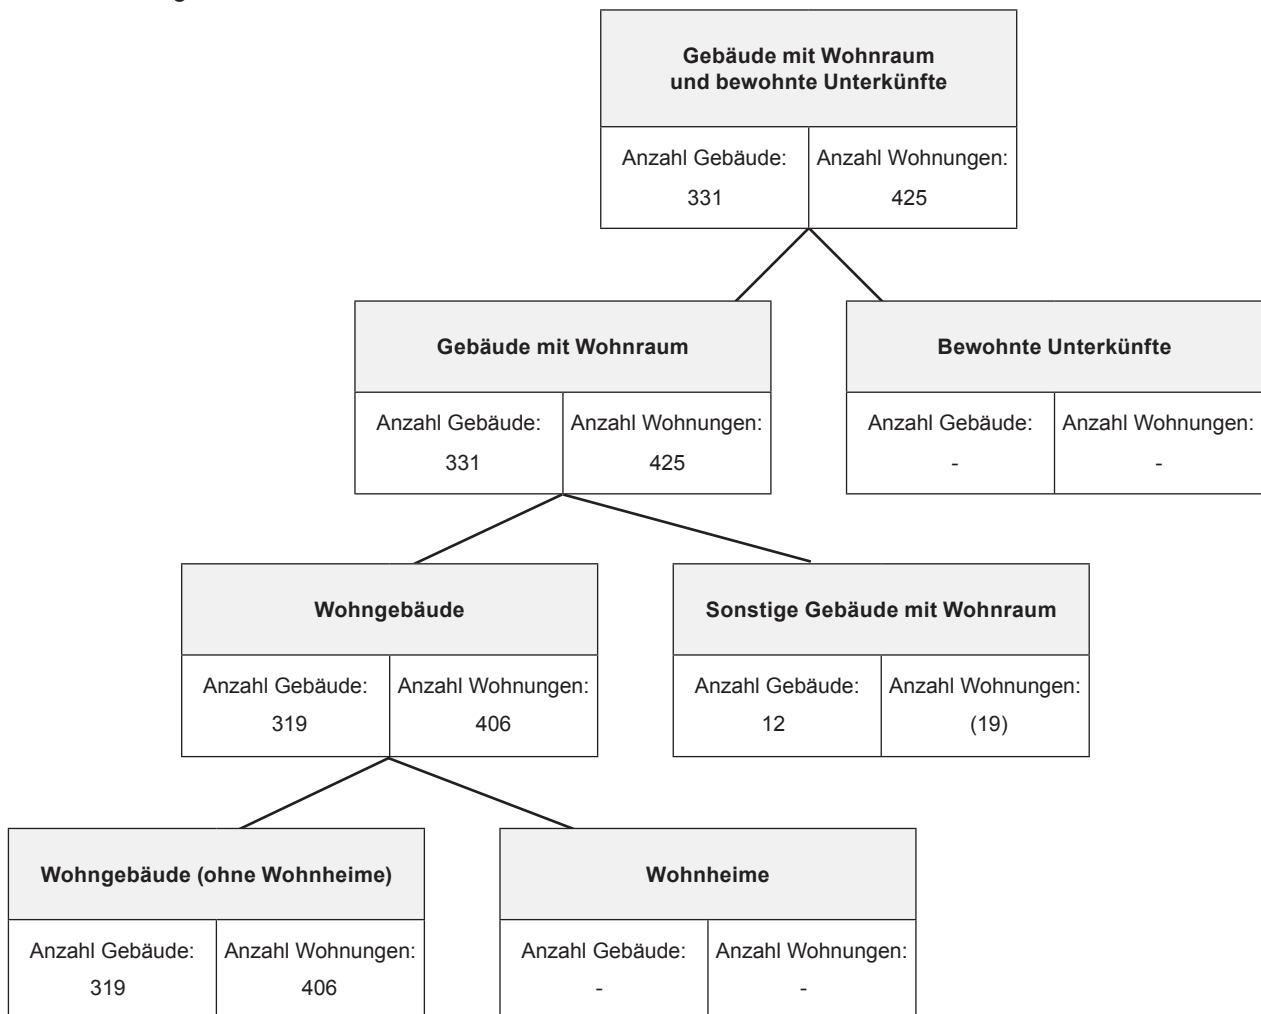 Gebäude mit Wohnraum
und bewohnte Unterkünfte
Anzahl Gebäude: Anzahl Wohnungen:
331 425
Gebäude mit Wohnraum
Anzahl Gebäude: Anzahl Wohnungen:
331 425
Bewohnte Unterkünfte
Anzahl Gebäude: Anzahl Wohnungen:
- -
Wohngebäude
Anzahl Gebäude: Anzahl Wohnungen:
319 406
Sonstige Gebäude mit Wohnraum
Anzahl Gebäude: Anzahl Wohnungen:
12 (19)
Wohngebäude (ohne Wohnheime)
Anzahl Gebäude: Anzahl Wohnungen:
319 406
Wohnheime
Anzahl Gebäude: Anzahl Wohnungen:
- -